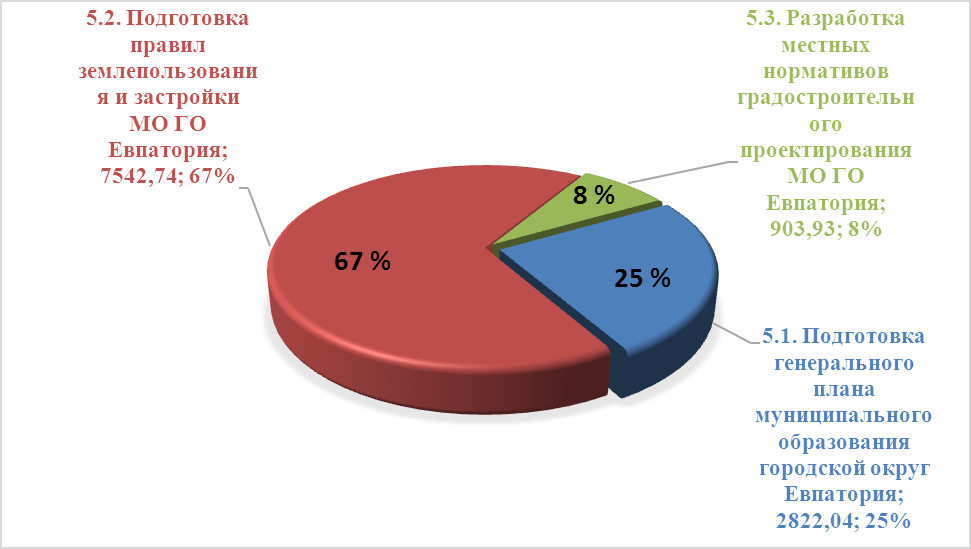 5.2. Подготовка
правил
землепользовани
я и застройки
МО ГО
Евпатория;
7542,74; 67%
5.3. Разработка
местных
нормативов
градостроительн
ого
проектирования
МО ГО
Евпатория;
903,93; 8%
8 %
67 %
25 %
5.1. Подготовка
генерального
плана
муниципального
образования
городской округ
Евпатория;
2822,04; 25%